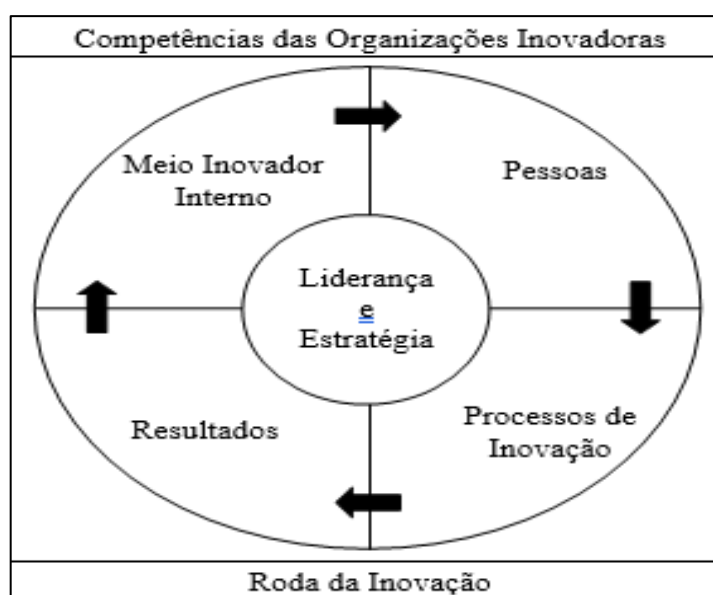 Competências das Organizações Inovadoras
Meio Inovador
Interno
Pessoas
Liderança
e
Estratégia
Resultados
Processos de
Inovação
Roda da Inovação